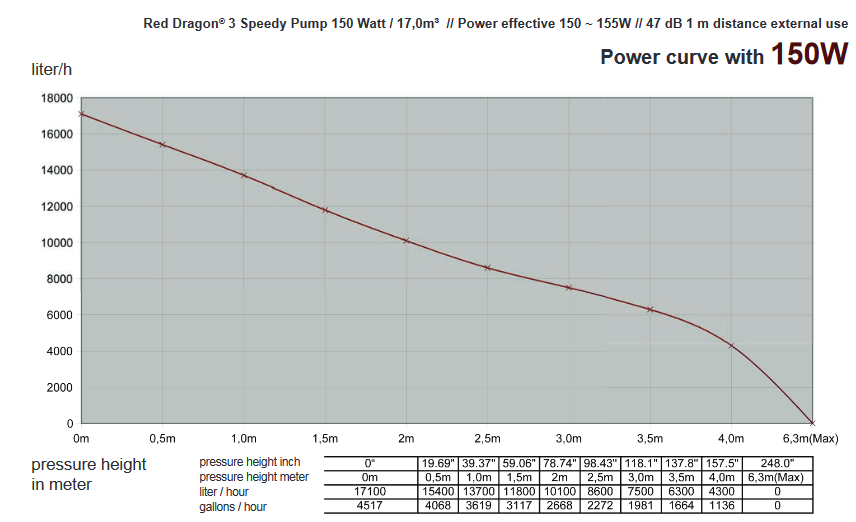 Red Dragon® 3 Speedy Pump 150 Watt / 17,0m³ // Power effective 150 ~ 155W // 47 dB 1 m distance external use
Power curve with 150W
liter/h
18000
16000
14000
12000
10000
8000
6000
4000
2000
0
0m 0,5m 1,0m 1,5m 2m 2,5m 3,0m 3,5m 4,0m 6,3m(Max)
pressure height
in meter
pressure height inch 0" 19.69" 39.37" 59.06" 78.74" 98.43" 118.1" 137.8" 157.5" 248.0"
pressure height meter 0m 0,5m 1,0m 1,5m 2m 2,5m 3,0m 3,5m 4,0m 6,3m(Max)
liter / hour 17100 15400 13700 11800 10100 8600 7500 6300 4300 0
gallons / hour 4517 4068 3619 3117 2668 2272 1981 1664 1136 0